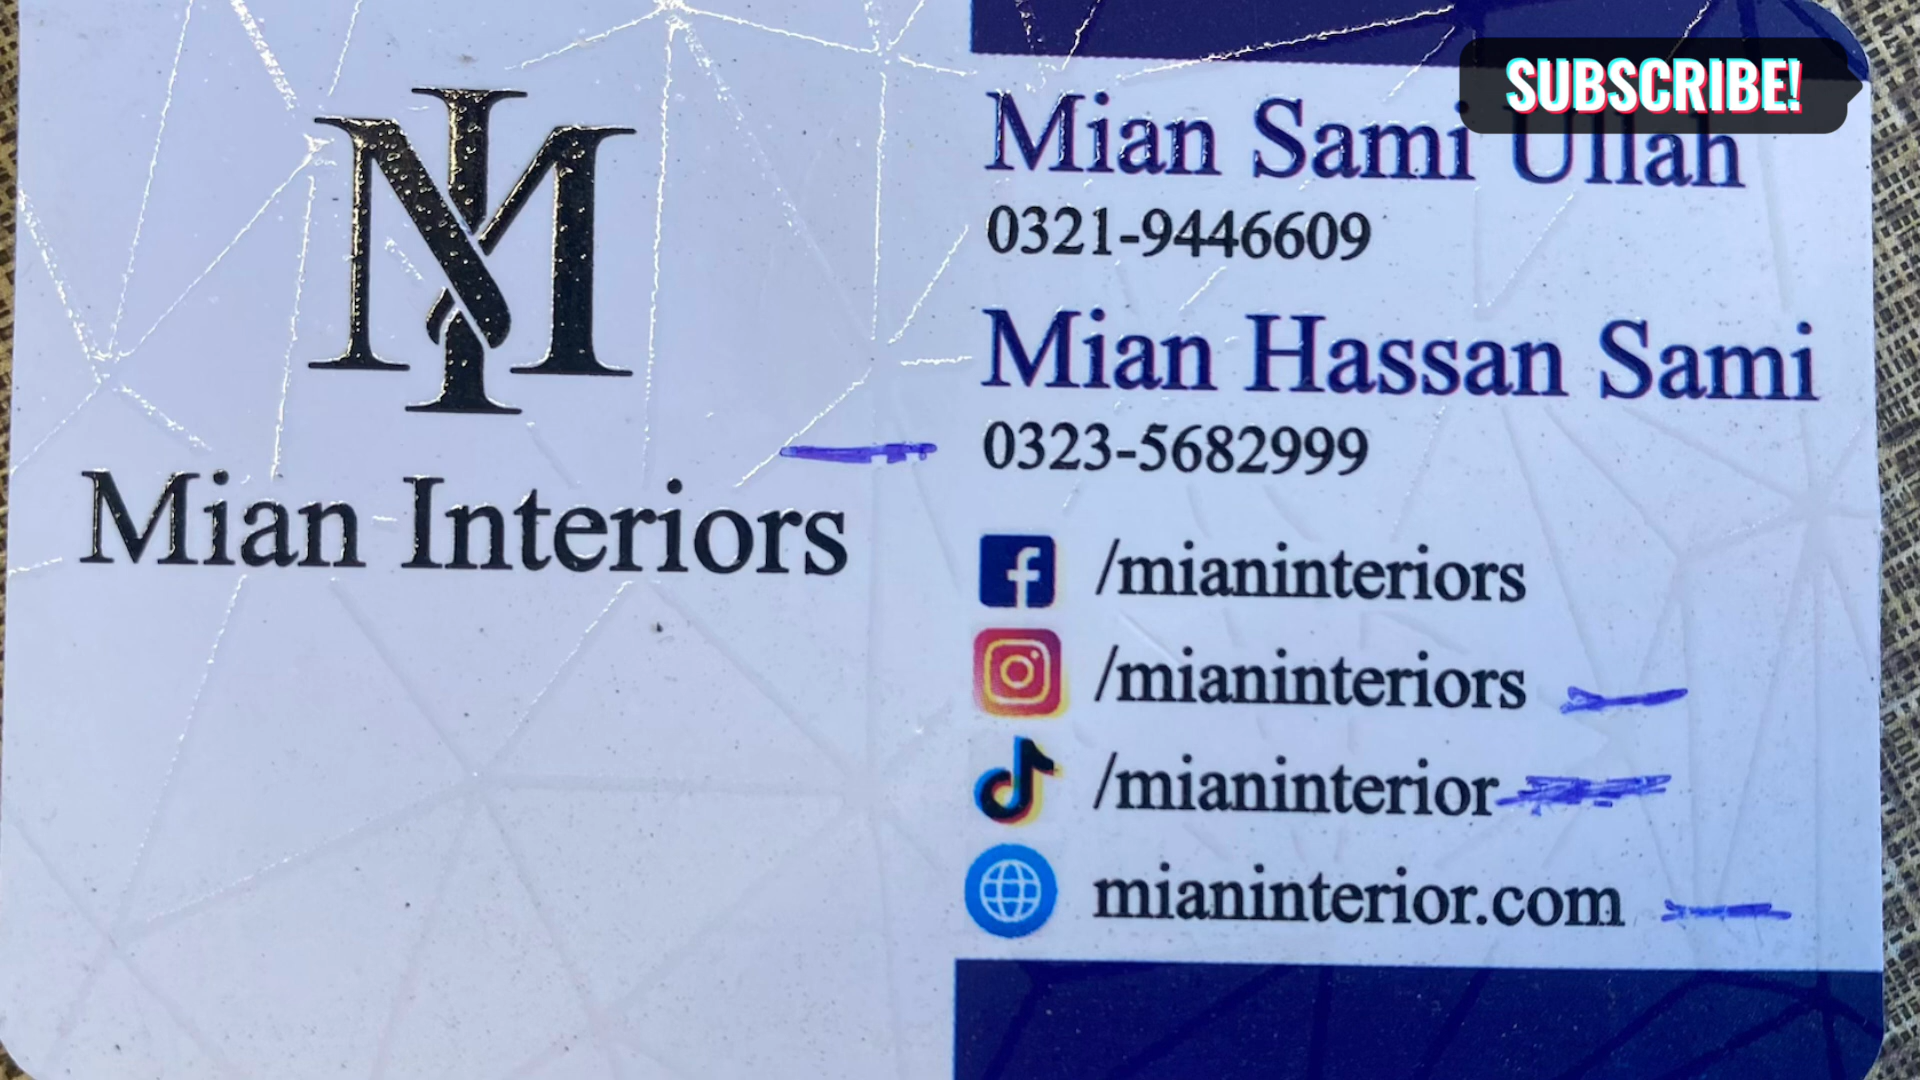 SUBSCRIBE!
MI
Mian Interiors
Mian Sami Ullah
0321-9446609
Mian Hassan Sami
0323-5682999
/mianinteriors
/mianinteriors
/mianinterior
mianinterior.com